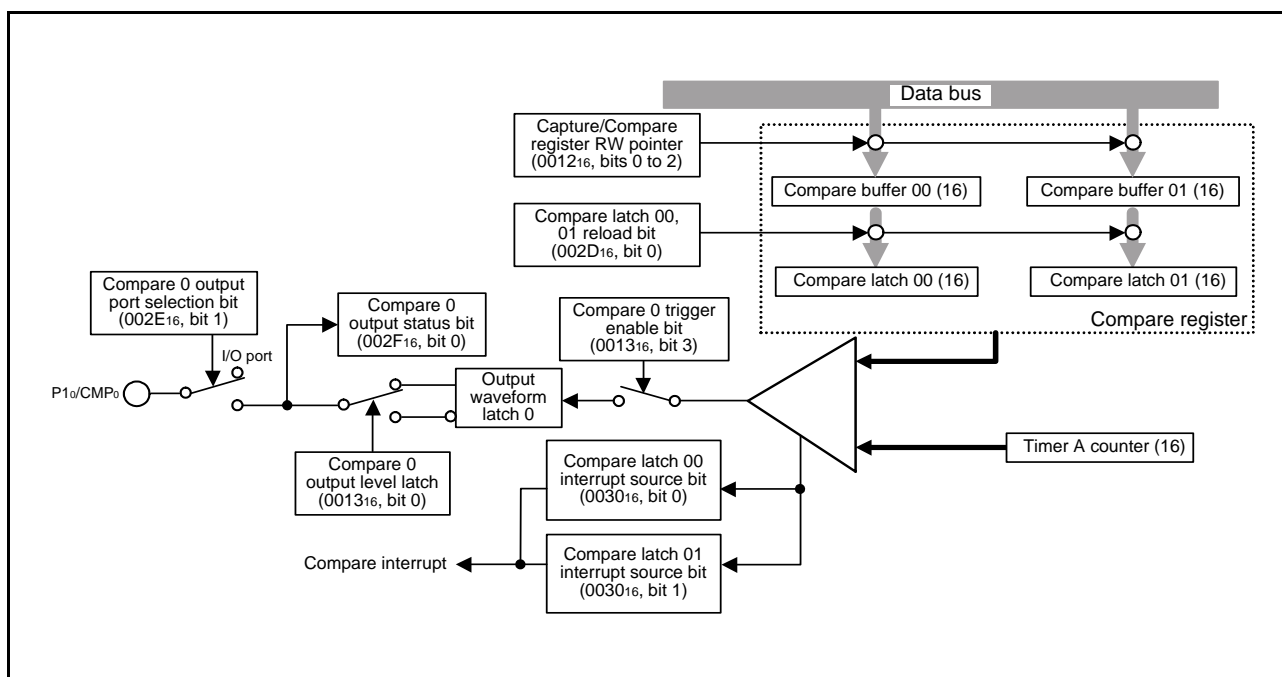 Data bus
Capture/Compare
register RW pointer
(0012₁₆, bits 0 to 2)
Compare buffer 00 (16)
Compare buffer 01 (16)
Compare latch 00,
01 reload bit
(002D₁₆, bit 0)
Compare latch 00 (16)
Compare latch 01 (16)
Compare register
Compare 0 output
port selection bit
(002E₁₆, bit 1)
Compare 0
output status bit
(002F₁₆, bit 0)
Compare 0 trigger
enable bit
(0013₁₆, bit 3)
I/O port
P1₀/CMP₀
Output
waveform
latch 0
Timer A counter (16)
Compare 0
output level latch
(0013₁₆, bit 0)
Compare latch 00
interrupt source bit
(0030₁₆, bit 0)
Compare interrupt
Compare latch 01
interrupt source bit
(0030₁₆, bit 1)